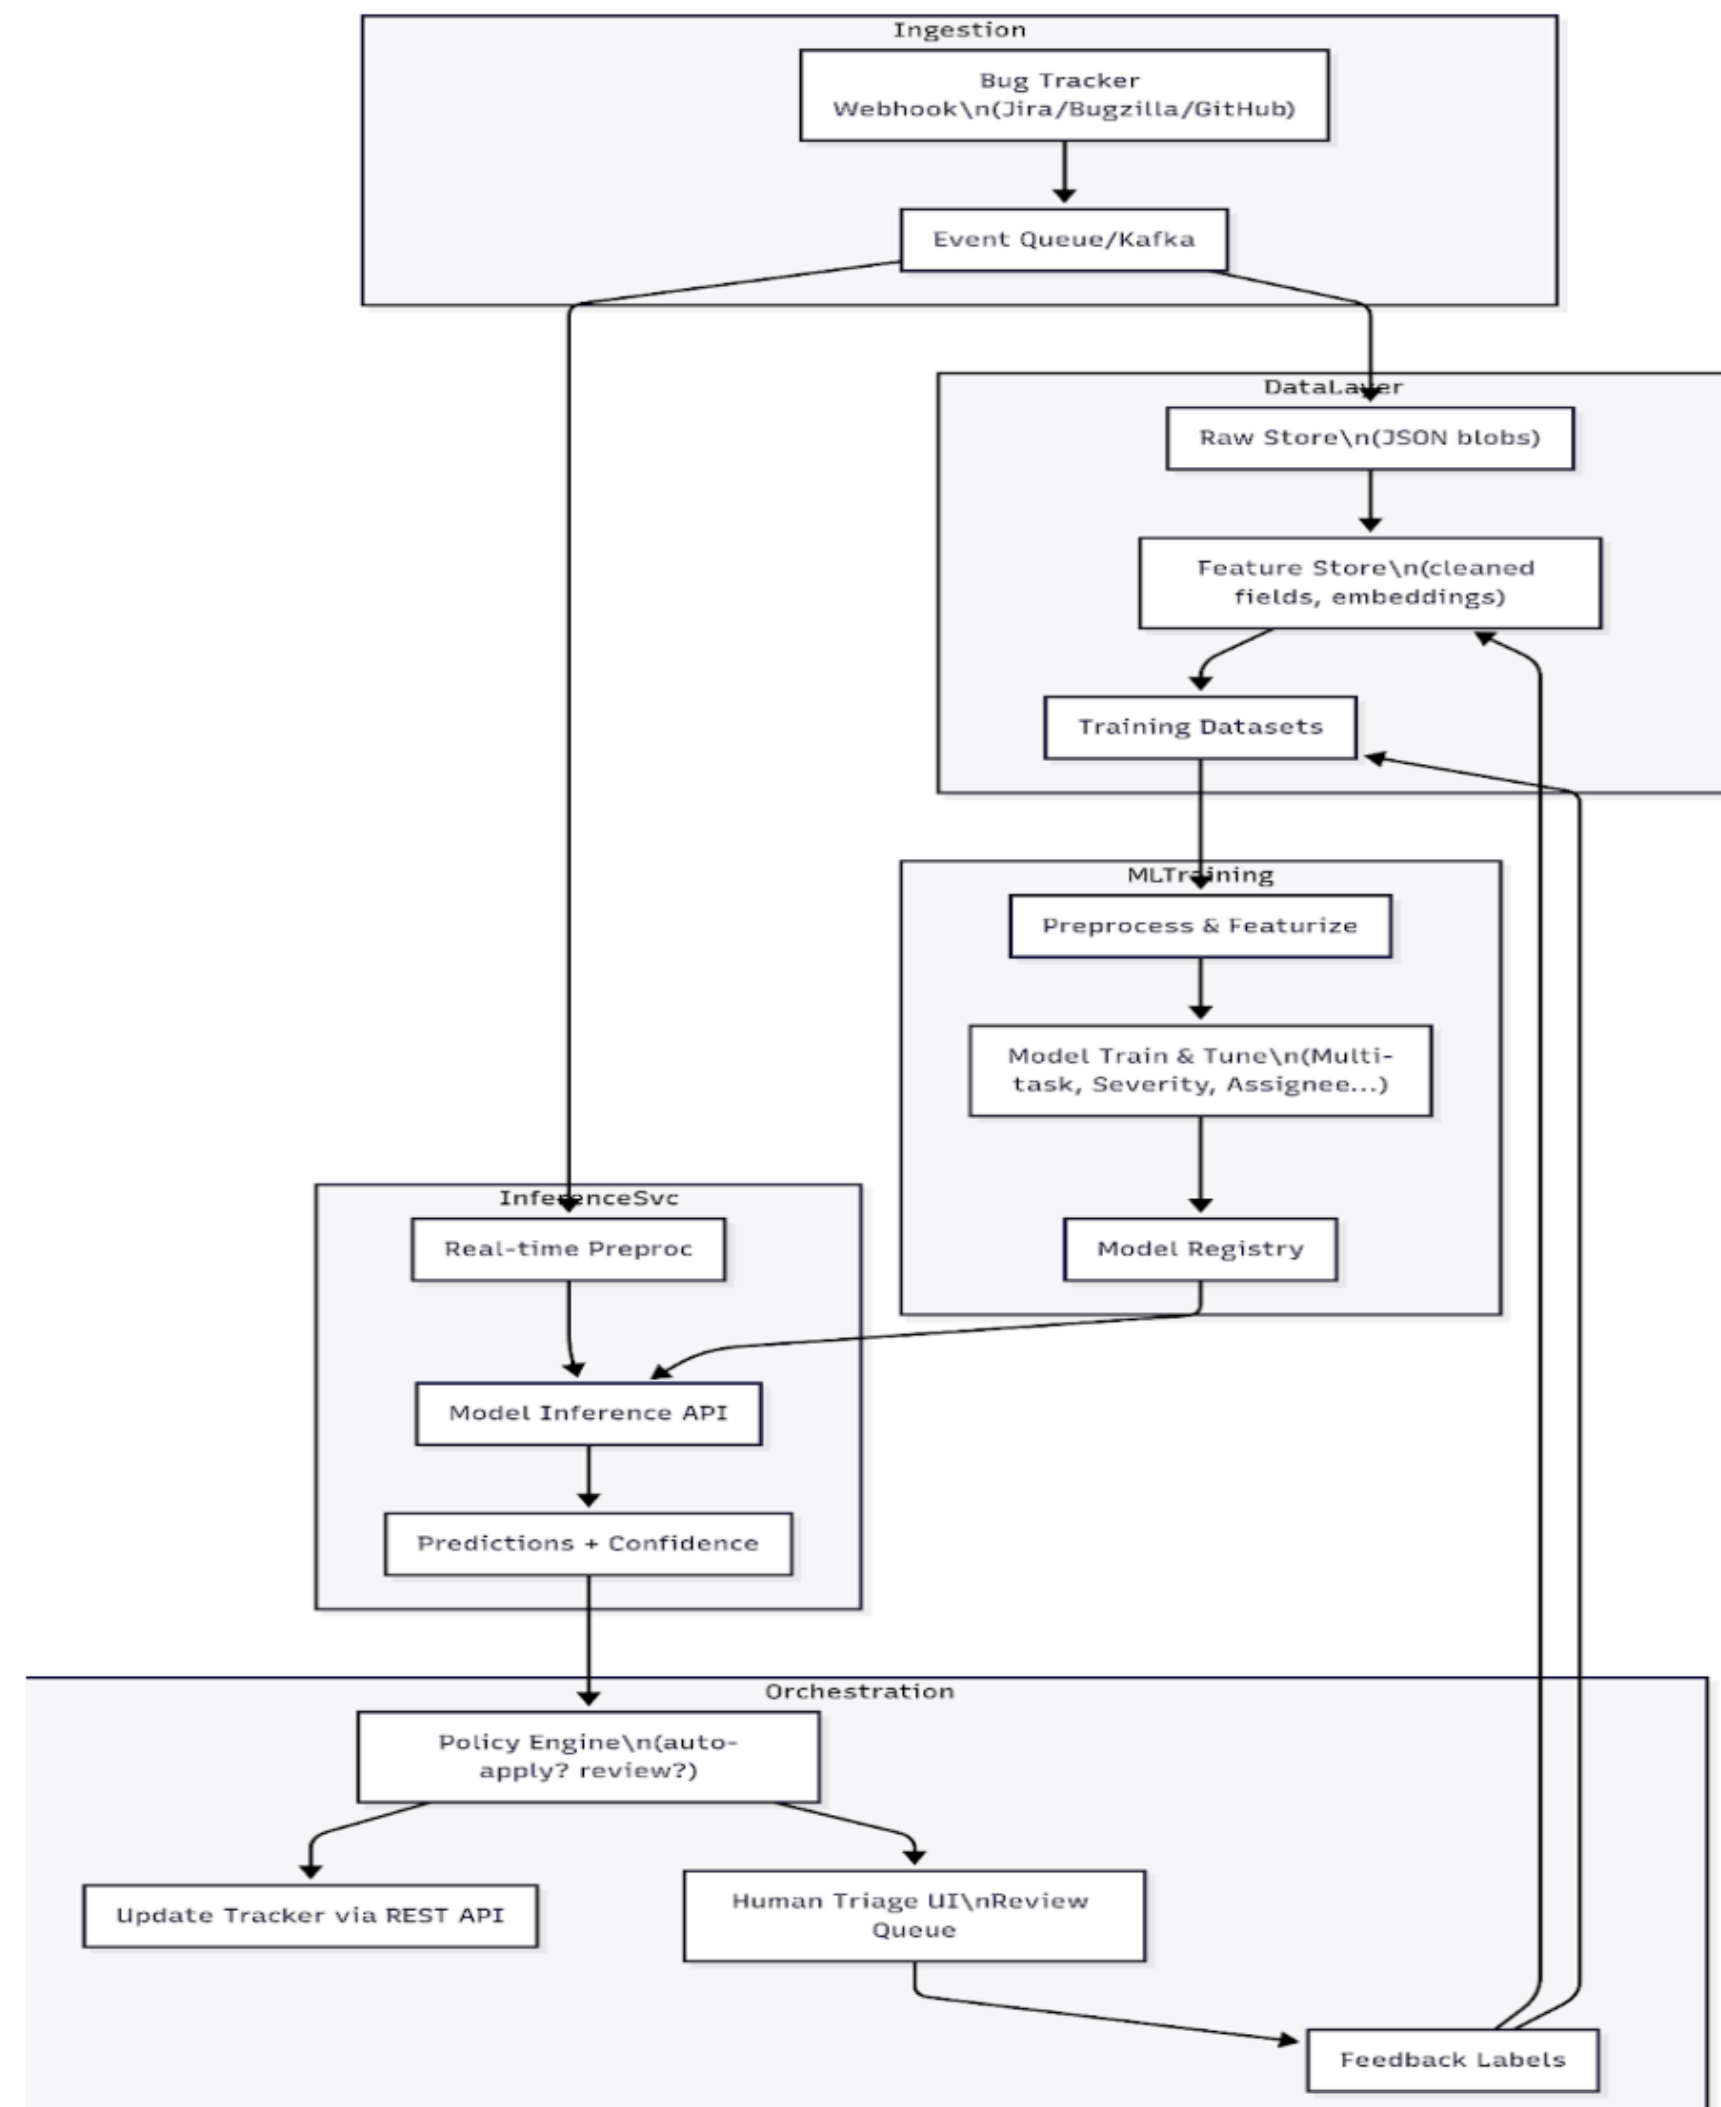 Ingestion
Bug Tracker
Webhook\n(Jira/Bugzilla/GitHub)
Event Queue/Kafka
DataLayer
Raw Store\n(JSON blobs)
Feature Store\n(cleaned
fields, embeddings)
Training Datasets
MLTraining
Preprocess & Featurize
Model Train & Tune\n(Multi-
task, Severity, Assignee...)
InferenceSvc
Real-time Preproc
Model Registry
Model Inference API
Predictions + Confidence
Orchestration
Policy Engine\n(auto-
apply? review?)
Update Tracker via REST API
Human Triage UI\nReview
Queue
Feedback Labels